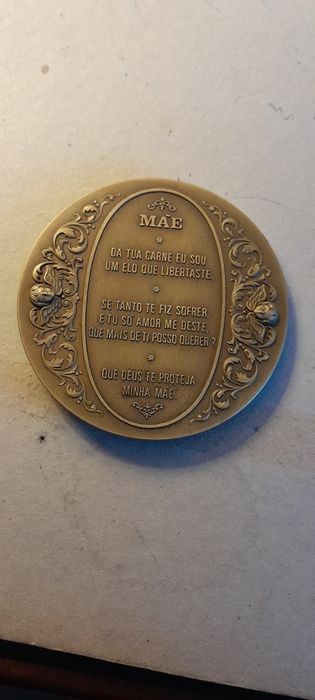 MÃE
*
DA TUA CARNE EU SOU
UM ELO QUE LIBERTASTE.
*
SE TANTO TE FIZ SOFRER,
E TU SÓ AMOR ME DESTE,
QUE MAIS DE TI POSSO QUERER?
*
QUE DEUS TE PROTEJA
MINHA MÃE.